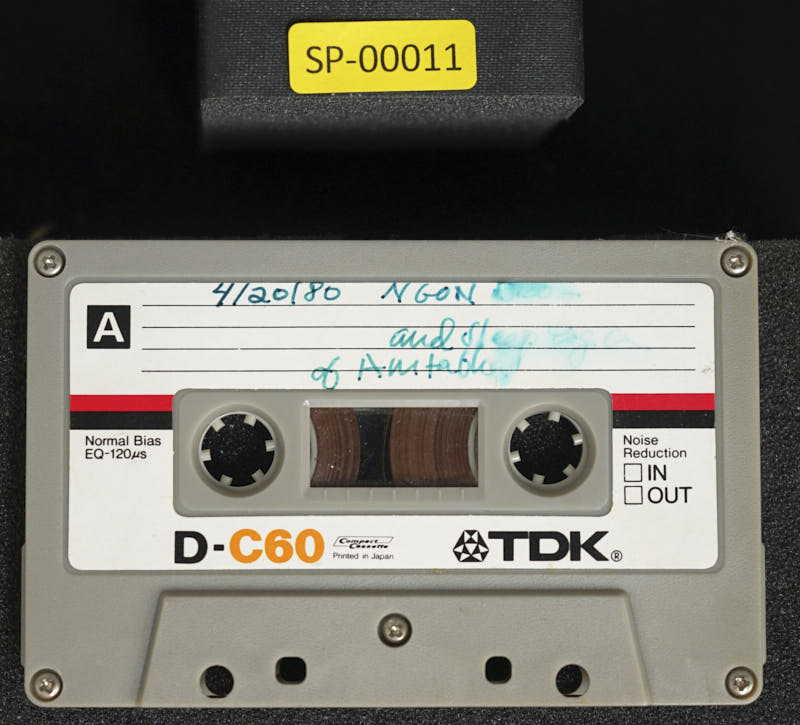 SP-00011
4/20/80 NGON
A
and
of Amitabha
Normal Bias
EQ-120μs
Noise
Reduction
IN
OUT
D-C60
Compact
Cassette
Printed in Japan
TDK®